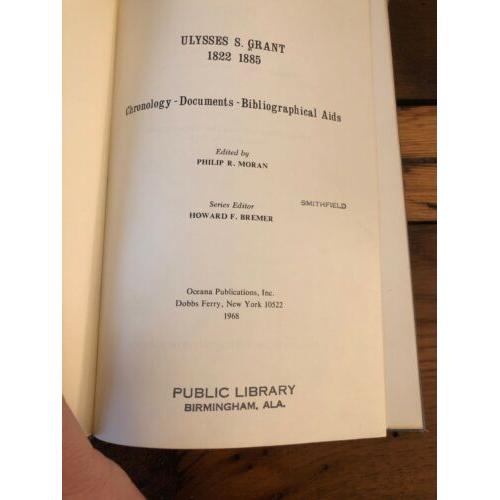 ULYSSES S. GRANT
1822 1885
Chronology - Documents - Bibliographical Aids
Edited by
PHILIP R. MORAN
Series Editor
HOWARD F. BREMER
SMITHFIELD
Oceana Publications, Inc.
Dobbs Ferry, New York 10522
1968
PUBLIC LIBRARY
BIRMINGHAM, ALA.